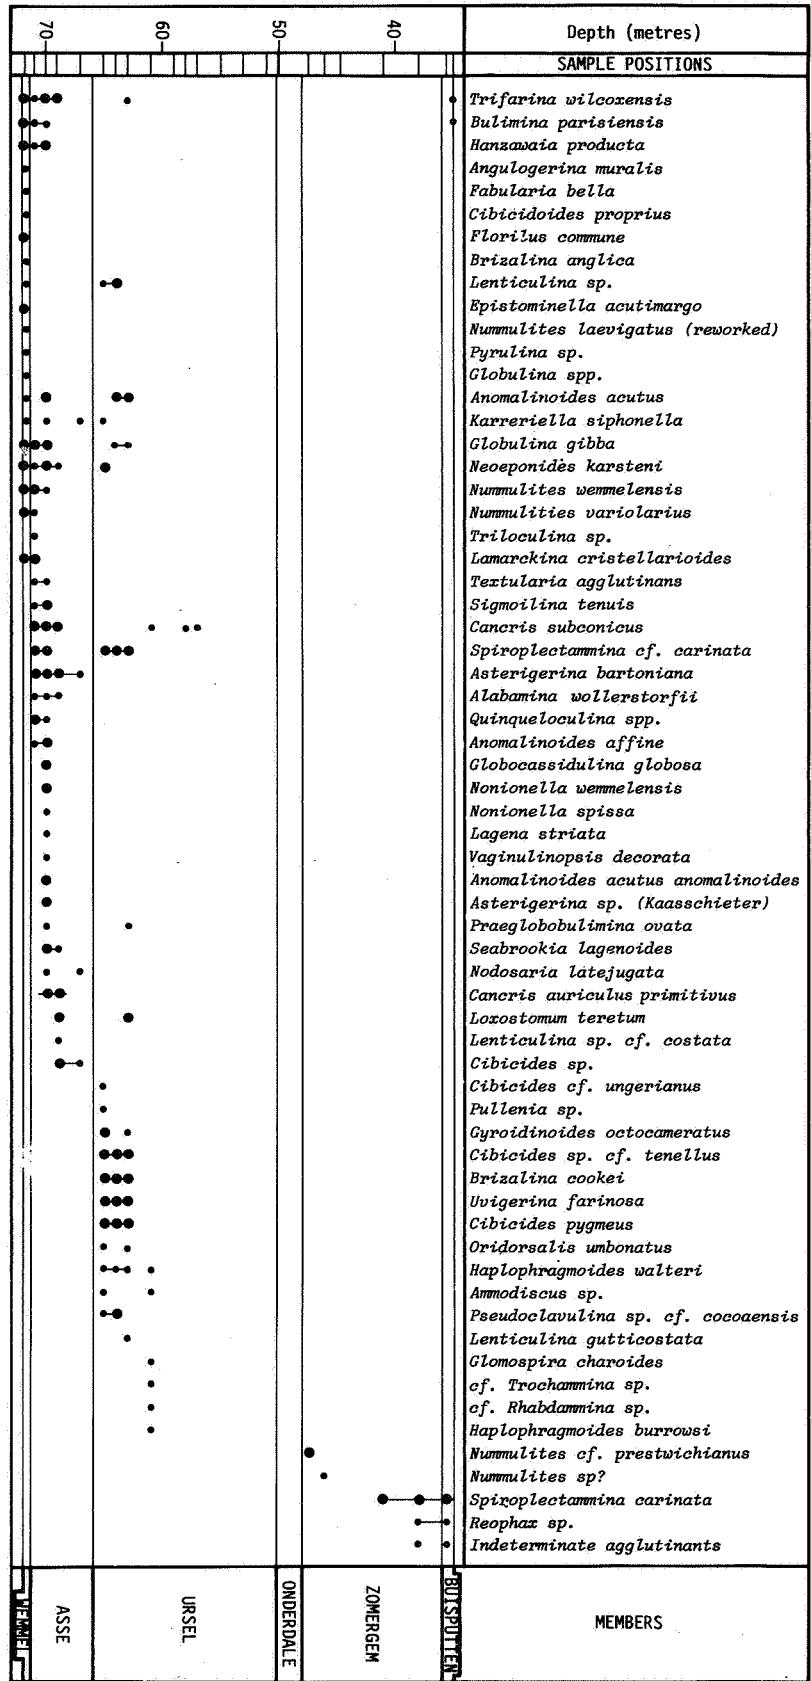 70
60
50
40
Depth (metres)
SAMPLE POSITIONS
Trifarina wilcoxensis
Bulimina parisiensis
Hanzawaia producta
Angulogerina muralis
Fabularia bella
Cibicidoides proprius
Florilus commune
Brizalina anglica
Lenticulina sp.
Epistominella acutimargo
Nummulites laevigatus (reworked)
Pyrulina sp.
Globulina spp.
Anomalinoides acutus
Karreriella siphonella
Globulina gibba
Neoeponides karsteni
Nummulites wemmelensis
Nummulities variolarius
Triloculina sp.
Lamarckina cristellarioides
Textularia agglutinans
Sigmoilina tenuis
Cancris subconicus
Spiroplectammina cf. carinata
Asterigerina bartoniana
Alabamina wollerstorfii
Quinqueloculina spp.
Anomalinoides affine
Globocassidulina globosa
Nonionella wemmelensis
Nonionella spissa
Lagena striata
Vaginulinopsis decorata
Anomalinoides acutus anomalinoides
Asterigerina sp. (Kaasschieter)
Praeglobobulimina ovata
Seabrookia lagenoides
Nodosaria latejugata
Cancris auriculus primitivus
Loxostomum teretum
Lenticulina sp. cf. costata
Cibicides sp.
Cibicides cf. ungerianus
Pullenia sp.
Gyroidinoides octocameratus
Cibicides sp. cf. tenellus
Brizalina cookei
Uvigerina farinosa
Cibicides pygmeus
Oridorsalis umbonatus
Haplophragmoides walteri
Ammodiscus sp.
Pseudoclavulina sp. cf. cocoaensis
Lenticulina gutticostata
Glomospira charoides
cf. Trochammina sp.
cf. Rhabdammina sp.
Haplophragmoides burrowsi
Nummulites cf. prestwichianus
Nummulites sp?
Spiroplectammina carinata
Reophax sp.
Indeterminate agglutinants
WEMMEL
ASSE
URSEL
ONDERDALE
ZOMERGEM
BUISPUTTEN
MEMBERS